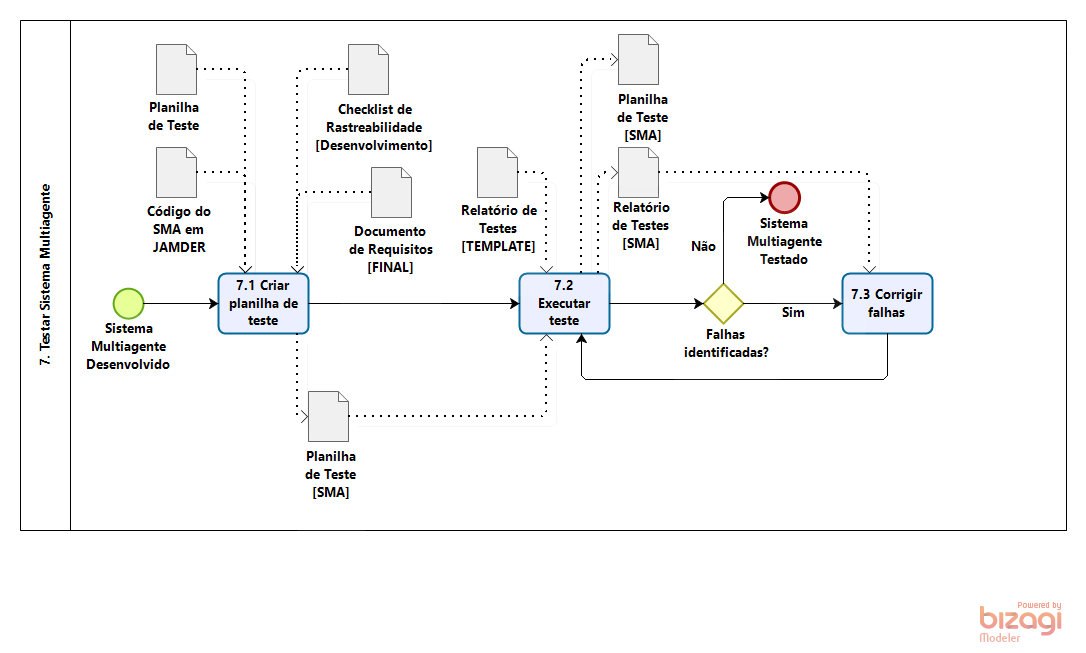 7. Testar Sistema Multiagente
Planilha
de Teste
Código do
SMA em
JAMDER
Checklist de
Rastreabilidade
[Desenvolvimento]
Documento
de Requisitos
[FINAL]
Relatório de
Testes
[TEMPLATE]
Planilha
de Teste
[SMA]
Relatório
de Testes
[SMA]
Sistema
Multiagente
Testado
Não
Sistema
Multiagente
Desenvolvido
7.1 Criar
planilha de
teste
7.2
Executar
teste
Falhas
identificadas?
Sim
7.3 Corrigir
falhas
Planilha
de Teste
[SMA]
Powered by
bizagi
Modeler